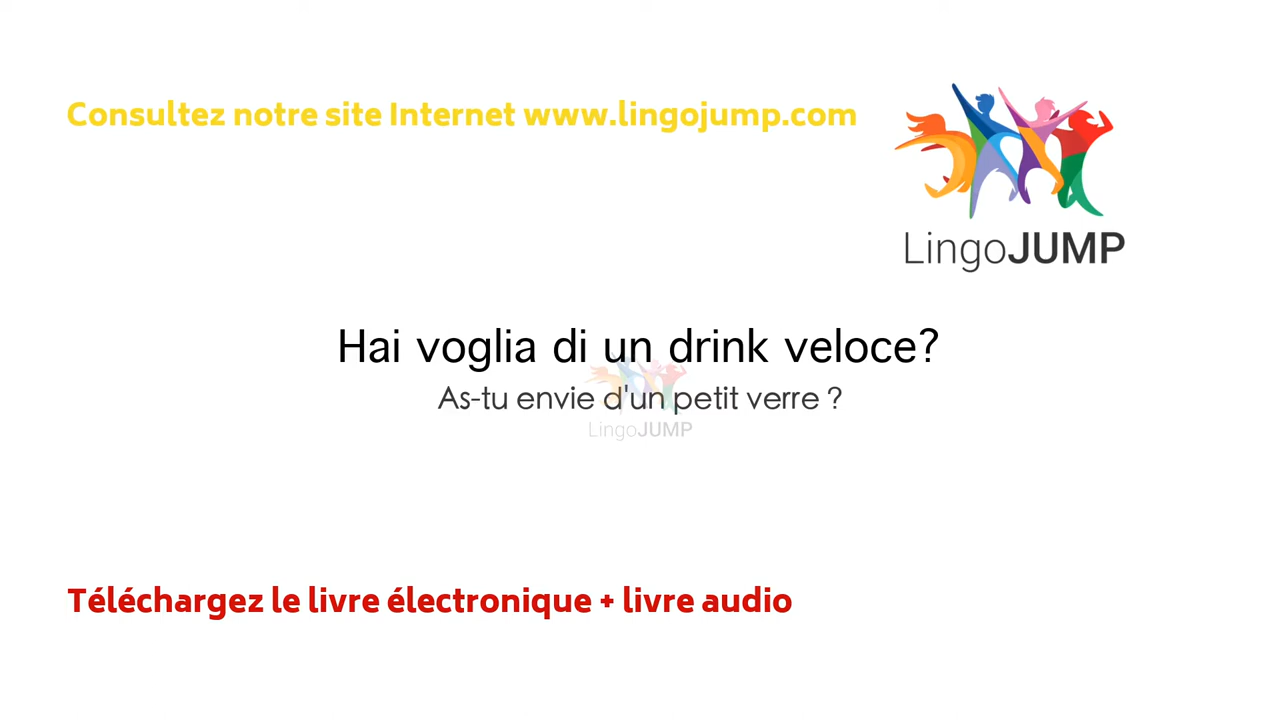 Consultez notre site Internet www.lingojump.com
LingoJUMP
Hai voglia di un drink veloce?
As-tu envie d'un petit verre ?
LingoJUMP
Téléchargez le livre électronique + livre audio